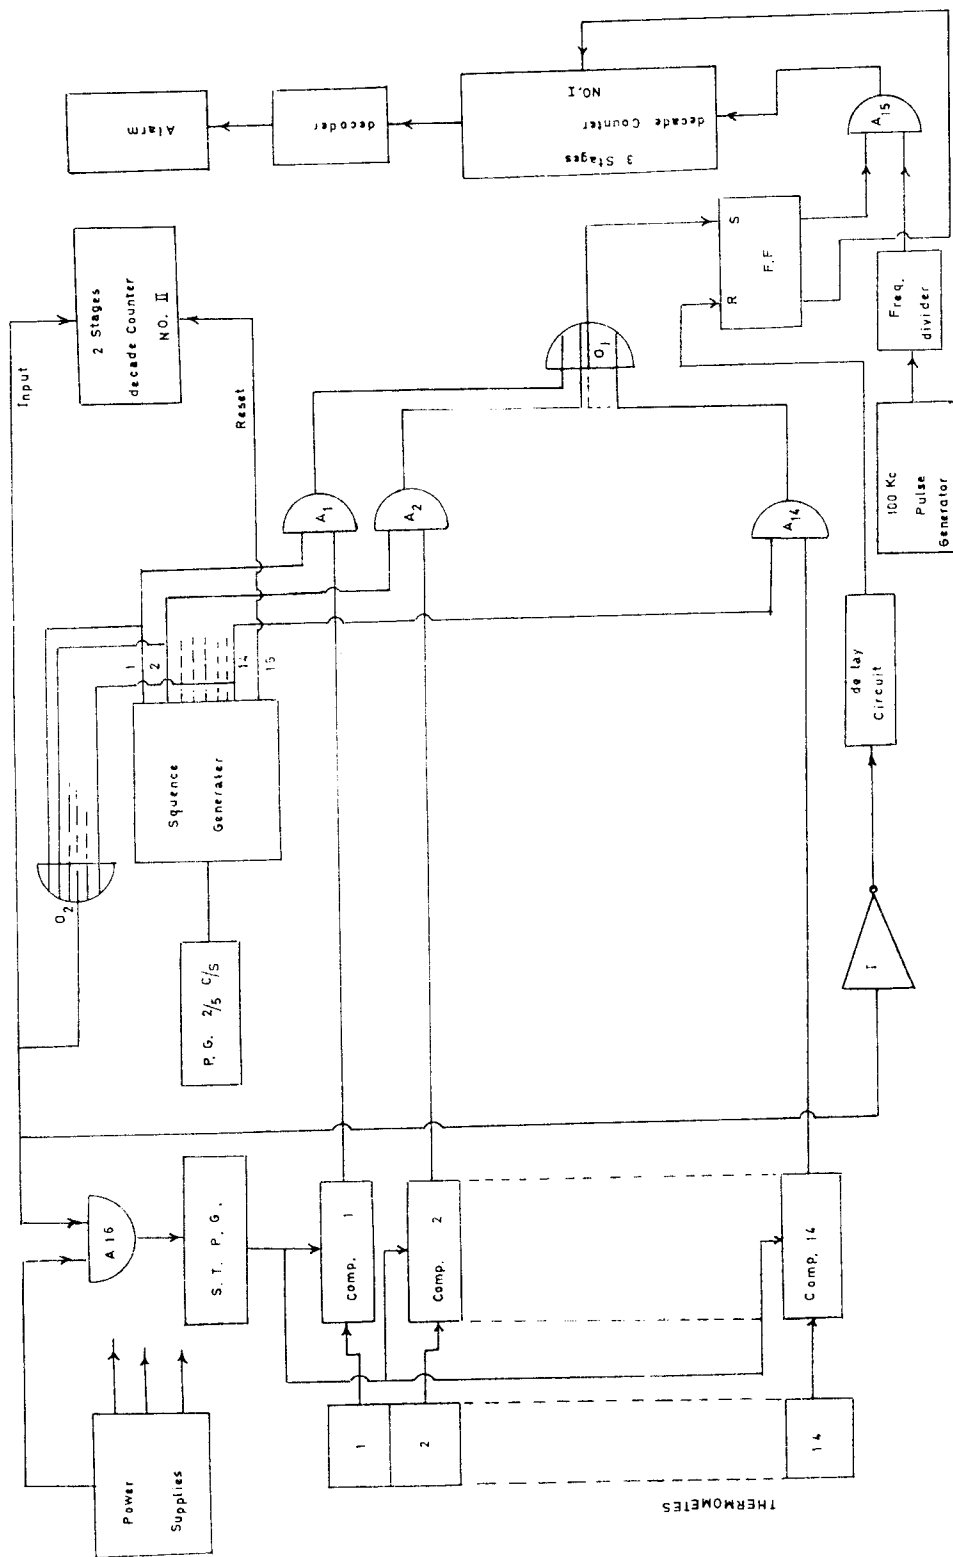 Power
Supplies
A 16
S. T. P. G.
Comp. 1
Comp. 2
Comp. 14
1
2
14
THERMOMETES
P. G. 2/5 C/S
O2
Squence
Generater
1
2
14
15
Input
Reset
2 Stages
decade Counter
NO. II
A1
A2
A14
O1
I
delay
Circuit
R
S
F.F
100 Kc
Pulse
Generator
Freq.
divider
A15
3 Stages
decade Counter
NO. I
decoder
Alarm